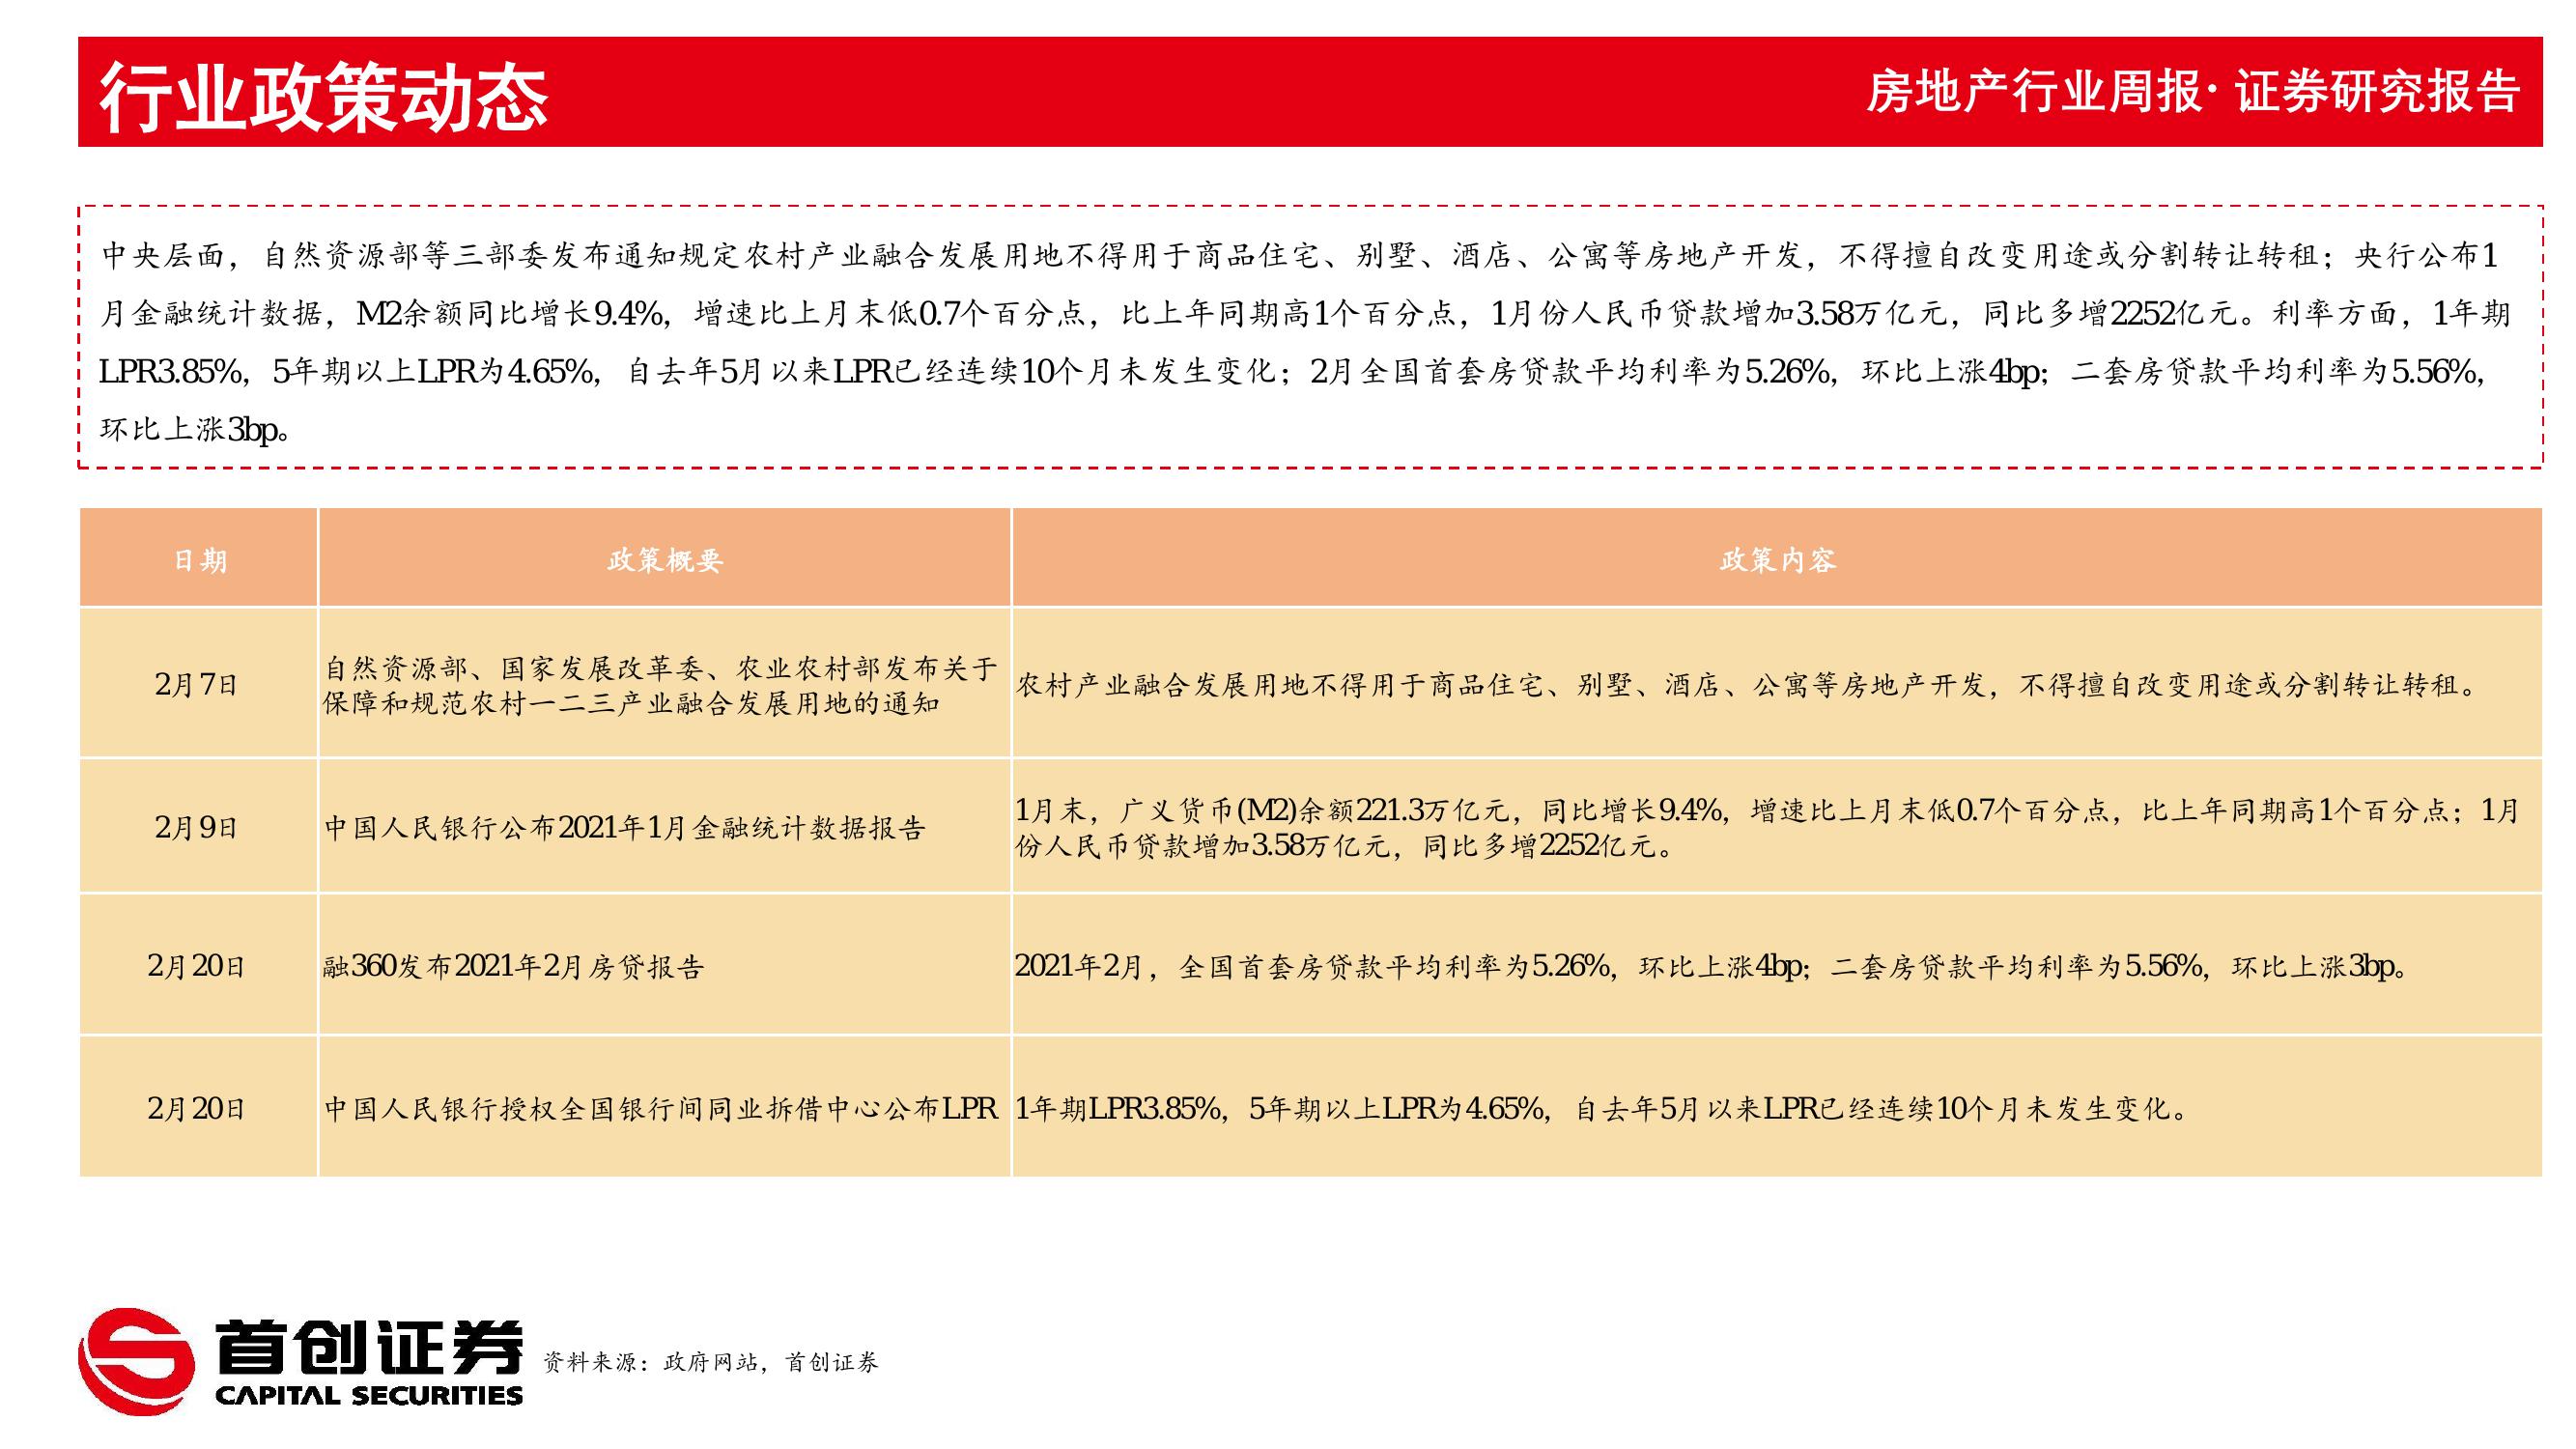 行业政策动态
房地产行业周报· 证券研究报告
中央层面，自然资源部等三部委发布通知规定农村产业融合发展用地不得用于商品住宅、别墅、酒店、公寓等房地产开发，不得擅自改变用途或分割转让转租；央行公布1
月金融统计数据，M2余额同比增长9.4%，增速比上月末低0.7个百分点，比上年同期高1个百分点，1月份人民币贷款增加3.58万亿元，同比多增2252亿元。利率方面，1年期
LPR3.85%，5年期以上LPR为4.65%，自去年5月以来LPR已经连续10个月未发生变化；2月全国首套房贷款平均利率为5.26%，环比上涨4bp；二套房贷款平均利率为5.56%，
环比上涨3bp。
日期 政策概要 政策内容
2月7日
自然资源部、国家发展改革委、农业农村部发布关于
保障和规范农村一二三产业融合发展用地的通知
农村产业融合发展用地不得用于商品住宅、别墅、酒店、公寓等房地产开发，不得擅自改变用途或分割转让转租。
2月9日
中国人民银行公布2021年1月金融统计数据报告
1月末，广义货币(M2)余额221.3万亿元，同比增长9.4%，增速比上月末低0.7个百分点，比上年同期高1个百分点；1月
份人民币贷款增加3.58万亿元，同比多增2252亿元。
2月20日
融360发布2021年2月房贷报告
2021年2月，全国首套房贷款平均利率为5.26%，环比上涨4bp；二套房贷款平均利率为5.56%，环比上涨3bp。
2月20日
中国人民银行授权全国银行间同业拆借中心公布LPR
1年期LPR3.85%，5年期以上LPR为4.65%，自去年5月以来LPR已经连续10个月未发生变化。
首创证券
CAPITAL SECURITIES
资料来源：政府网站，首创证券